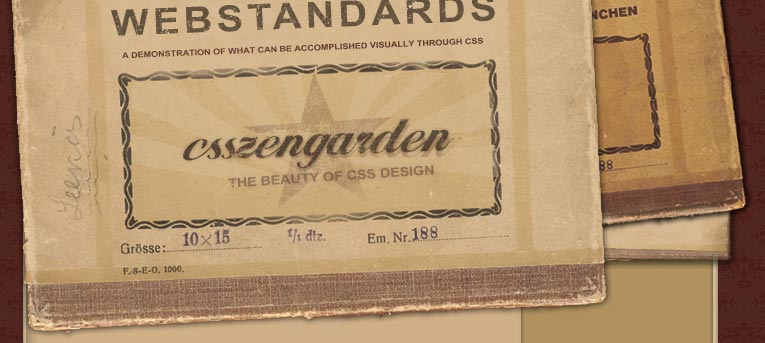 WEBSTANDARDS
A DEMONSTRATION OF WHAT CAN BE ACCOMPLISHED VISUALLY THROUGH CSS
csszengarden
THE BEAUTY OF CSS DESIGN
Grösse: 10×15 1/1 dtz. Em. Nr. 188
F.-8-E-O. 1000.
NCHEN
88